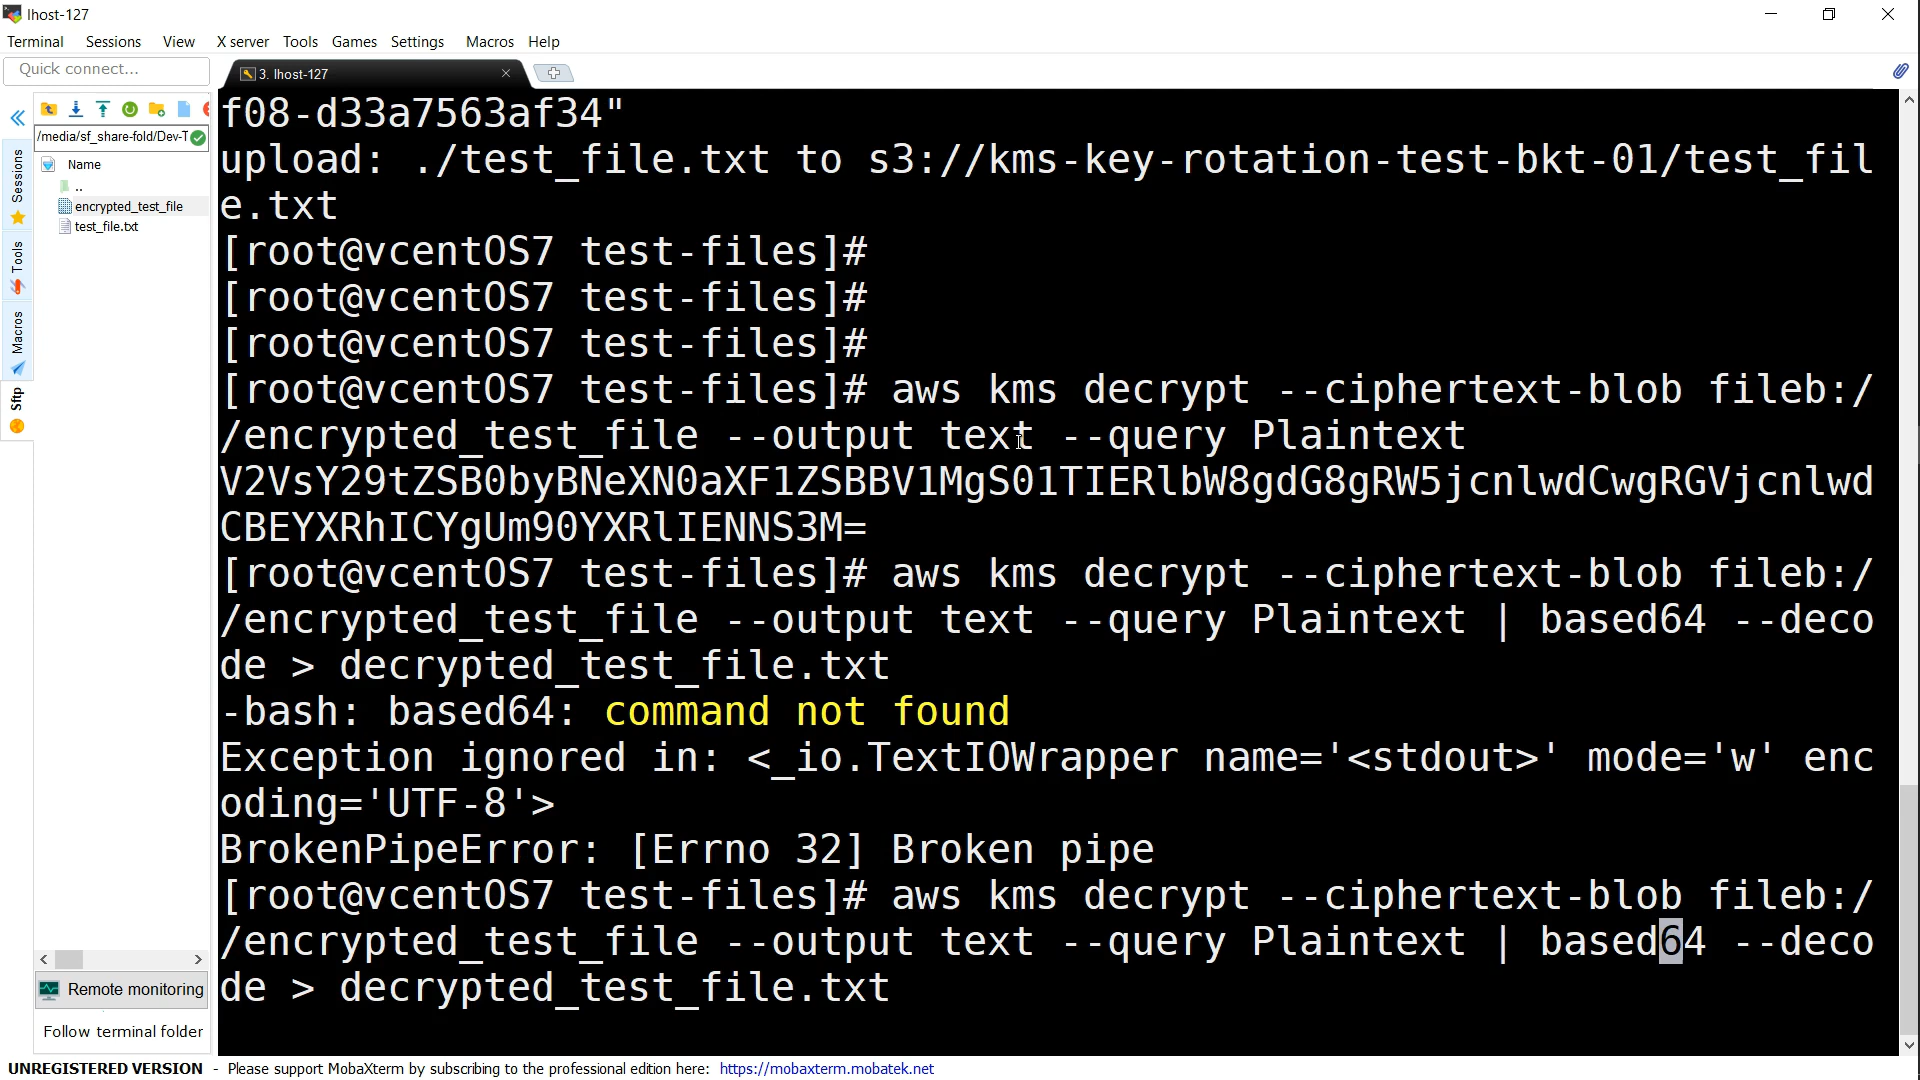 lhost-127
Terminal Sessions View X server Tools Games Settings Macros Help
Quick connect...
3. lhost-127
/media/sf_share-fold/Dev-T
Name
..
encrypted_test_file
test_file.txt
Sessions
Tools
Macros
Sftp
f08-d33a7563af34"
upload: ./test_file.txt to s3://kms-key-rotation-test-bkt-01/test_fil
e.txt
[root@vcentOS7 test-files]#
[root@vcentOS7 test-files]#
[root@vcentOS7 test-files]#
[root@vcentOS7 test-files]# aws kms decrypt --ciphertext-blob fileb:/
/encrypted_test_file --output text --query Plaintext
V2VsY29tZSB0byBNeXN0aXF1ZSBBV1MgS01TIERlbW8gdG8gRW5jcnlwdCwgRGVjcnlwd
CBEYXRhICYgUm90YXRlIENNS3M=
[root@vcentOS7 test-files]# aws kms decrypt --ciphertext-blob fileb:/
/encrypted_test_file --output text --query Plaintext | based64 --deco
de > decrypted_test_file.txt
-bash: based64: command not found
Exception ignored in: <_io.TextIOWrapper name='<stdout>' mode='w' enc
oding='UTF-8'>
BrokenPipeError: [Errno 32] Broken pipe
[root@vcentOS7 test-files]# aws kms decrypt --ciphertext-blob fileb:/
/encrypted_test_file --output text --query Plaintext | based64 --deco
de > decrypted_test_file.txt
Remote monitoring
Follow terminal folder
UNREGISTERED VERSION - Please support MobaXterm by subscribing to the professional edition here: https://mobaxterm.mobatek.net